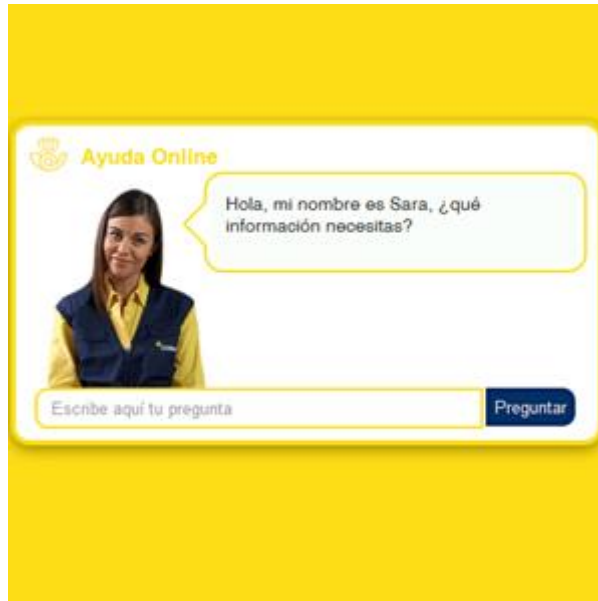 Ayuda Online
Hola, mi nombre es Sara, ¿qué
información necesitas?
Escribe aquí tu pregunta
Preguntar